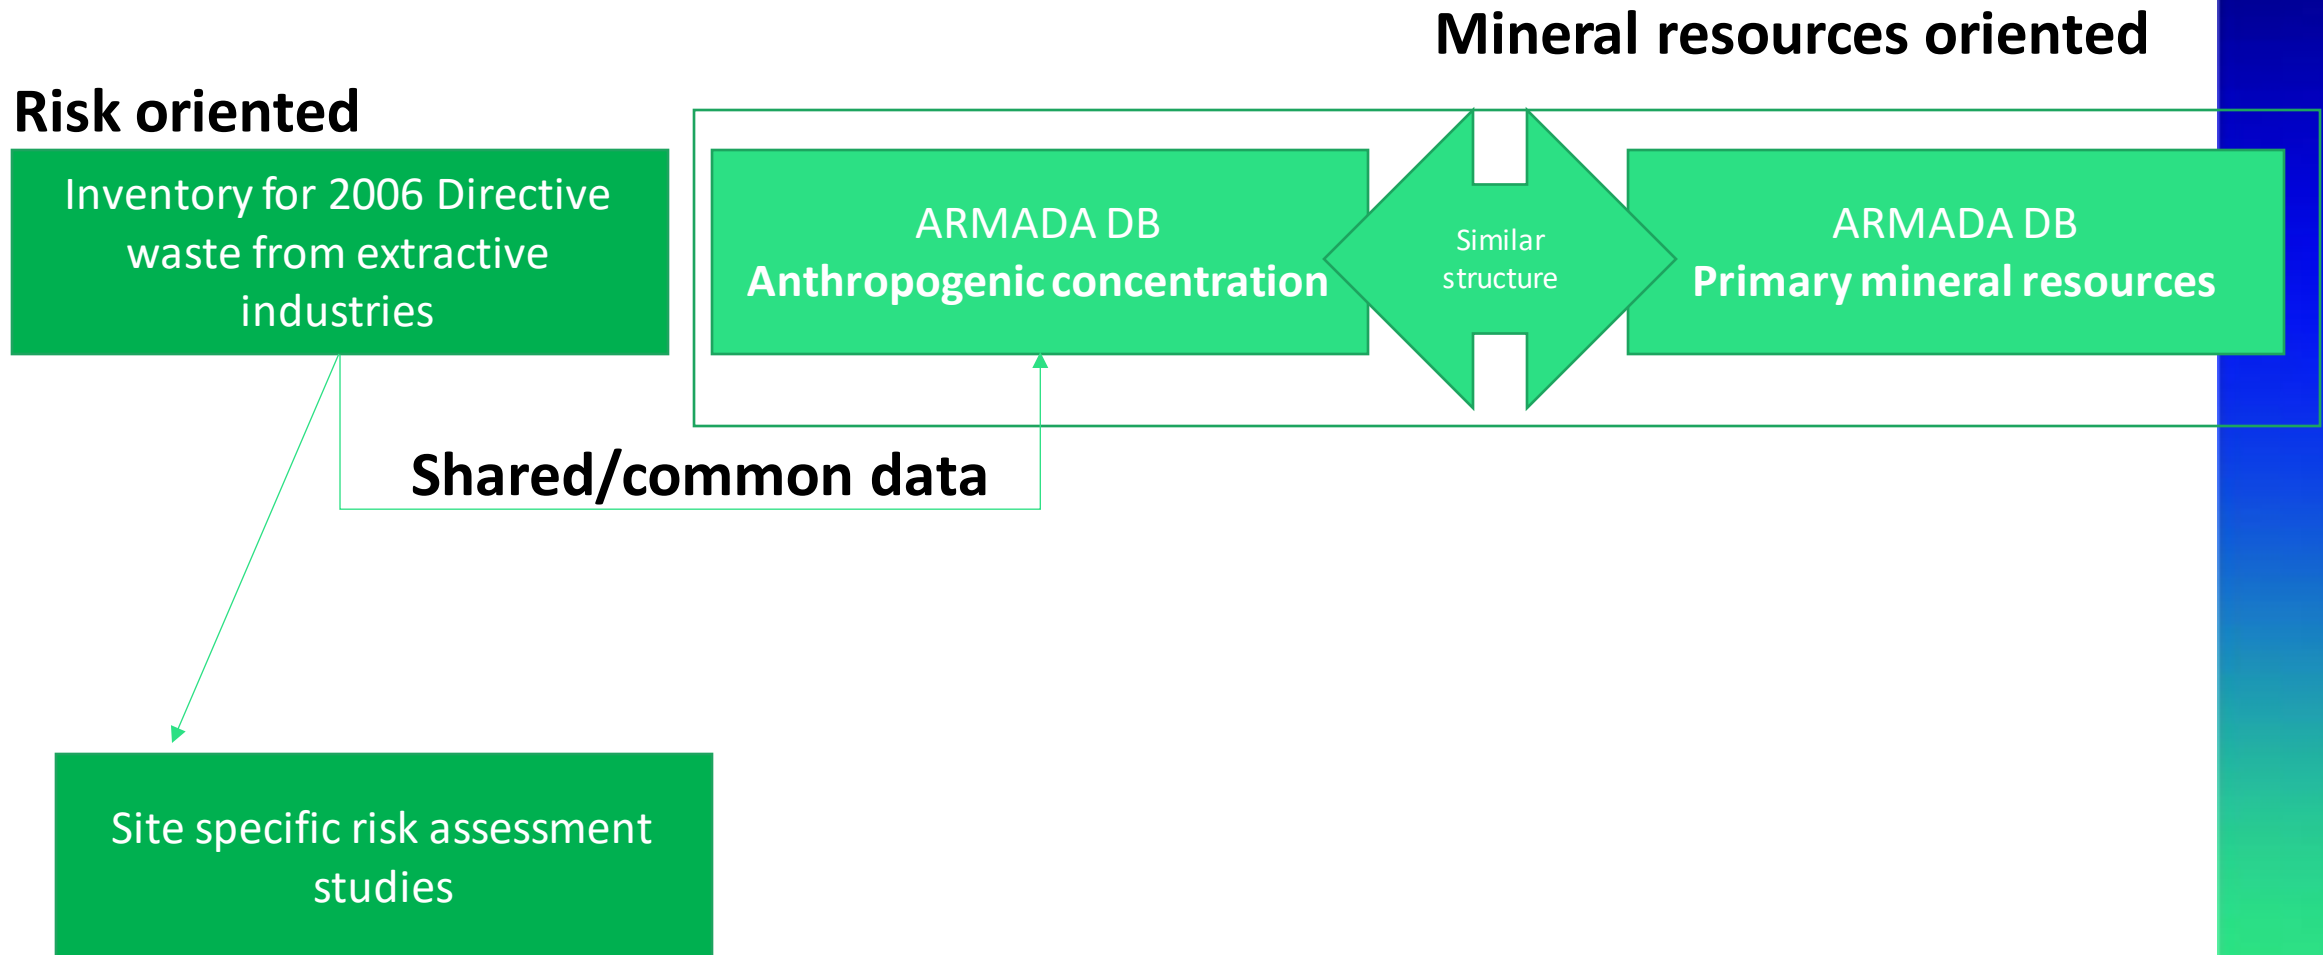 Mineral resources oriented
Risk oriented
Inventory for 2006 Directive
waste from extractive
industries
ARMADA DB
Anthropogenic concentration
Similar
structure
ARMADA DB
Primary mineral resources
Shared/common data
Site specific risk assessment
studies